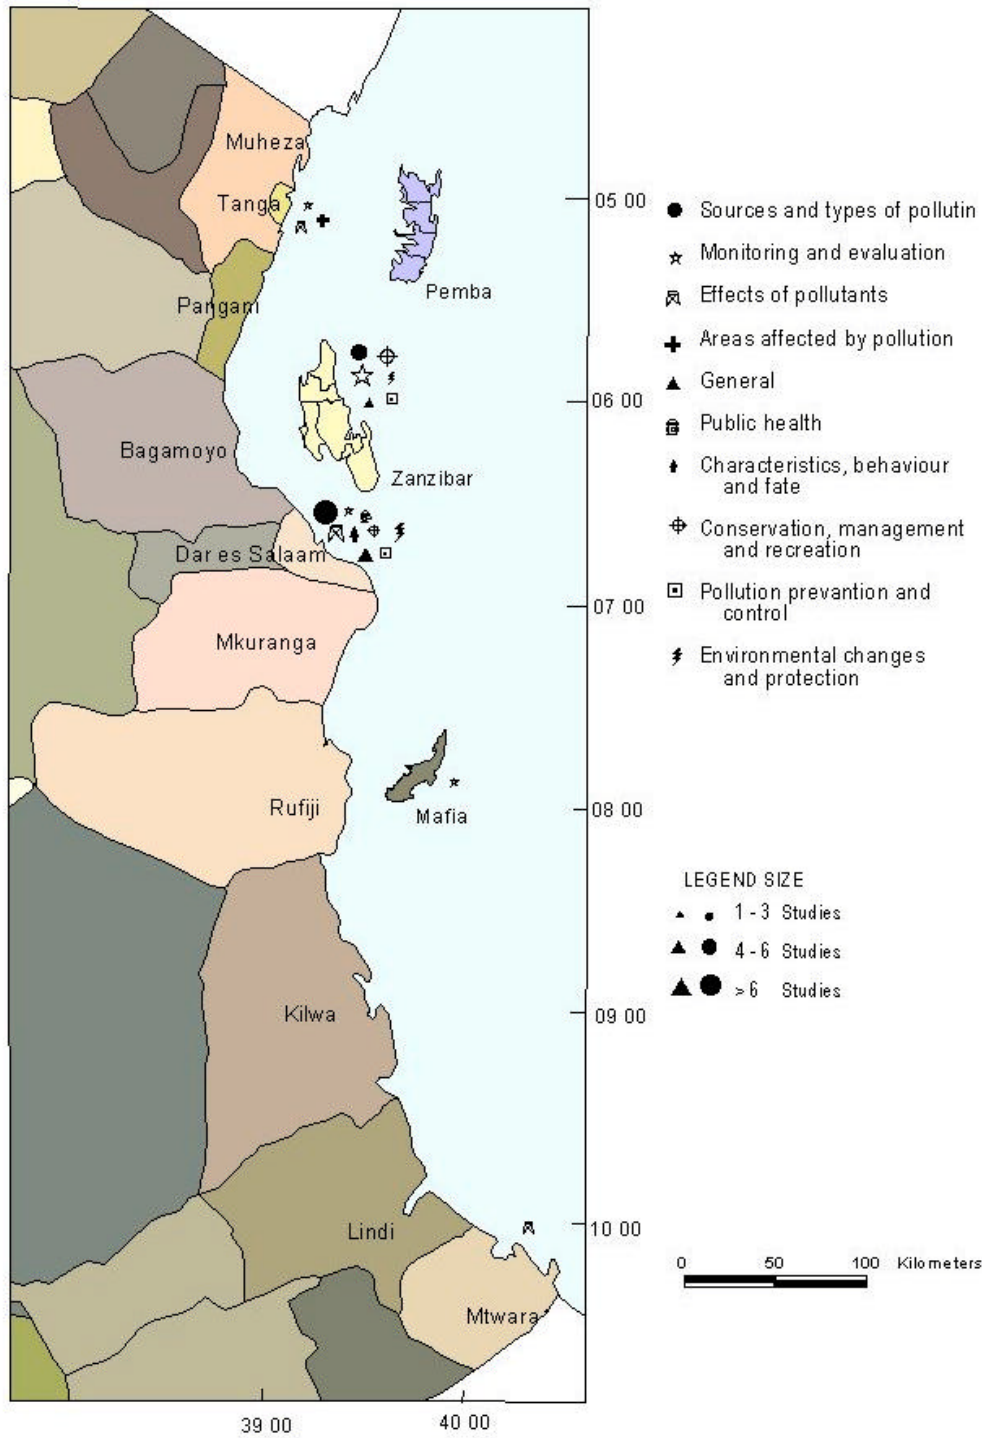 Muheza
Tanga
Pangani
Pemba
Bagamoyo
Zanzibar
Dar es Salaam
Mkuranga
Rufiji
Mafia
Kilwa
Lindi
Mtwara
05 00
06 00
07 00
08 00
09 00
10 00
39 00
40 00
Sources and types of pollutin
Monitoring and evaluation
Effects of pollutants
Areas affected by pollution
General
Public health
Characteristics, behaviour
and fate
Conservation, management
and recreation
Pollution prevantion and
control
Environmental changes
and protection
LEGEND SIZE
1 - 3 Studies
4 - 6 Studies
> 6 Studies
0 50 100 Kilometers